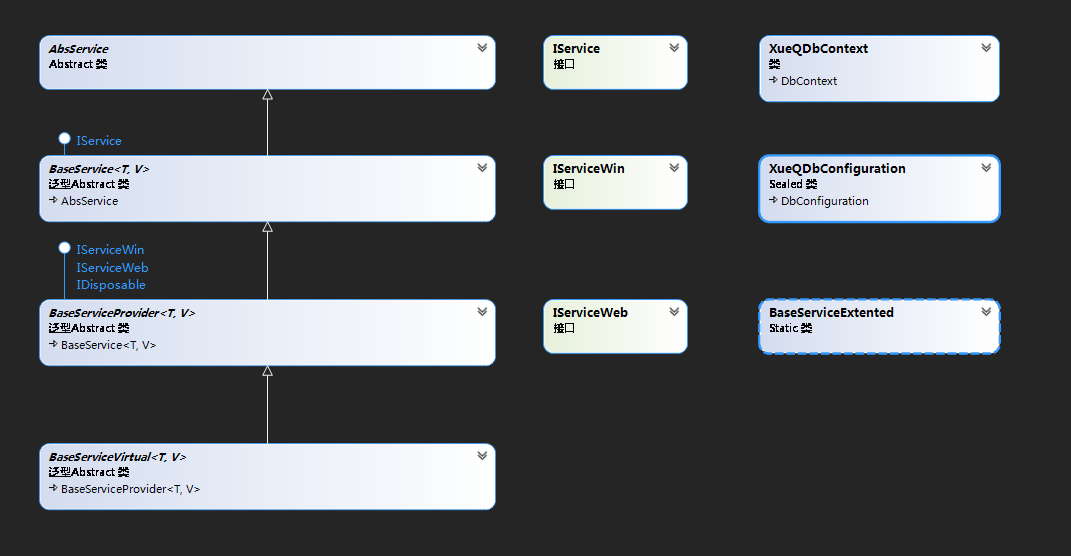 AbsService
Abstract 类
IService
接口
XueQDbContext
类
DbContext
IService
BaseService<T, V>
泛型Abstract 类
AbsService
IServiceWin
接口
XueQDbConfiguration
Sealed 类
DbConfiguration
IServiceWin
IServiceWeb
IDisposable
BaseServiceProvider<T, V>
泛型Abstract 类
BaseService<T, V>
IServiceWeb
接口
BaseServiceExtented
Static 类
BaseServiceVirtual<T, V>
泛型Abstract 类
BaseServiceProvider<T, V>